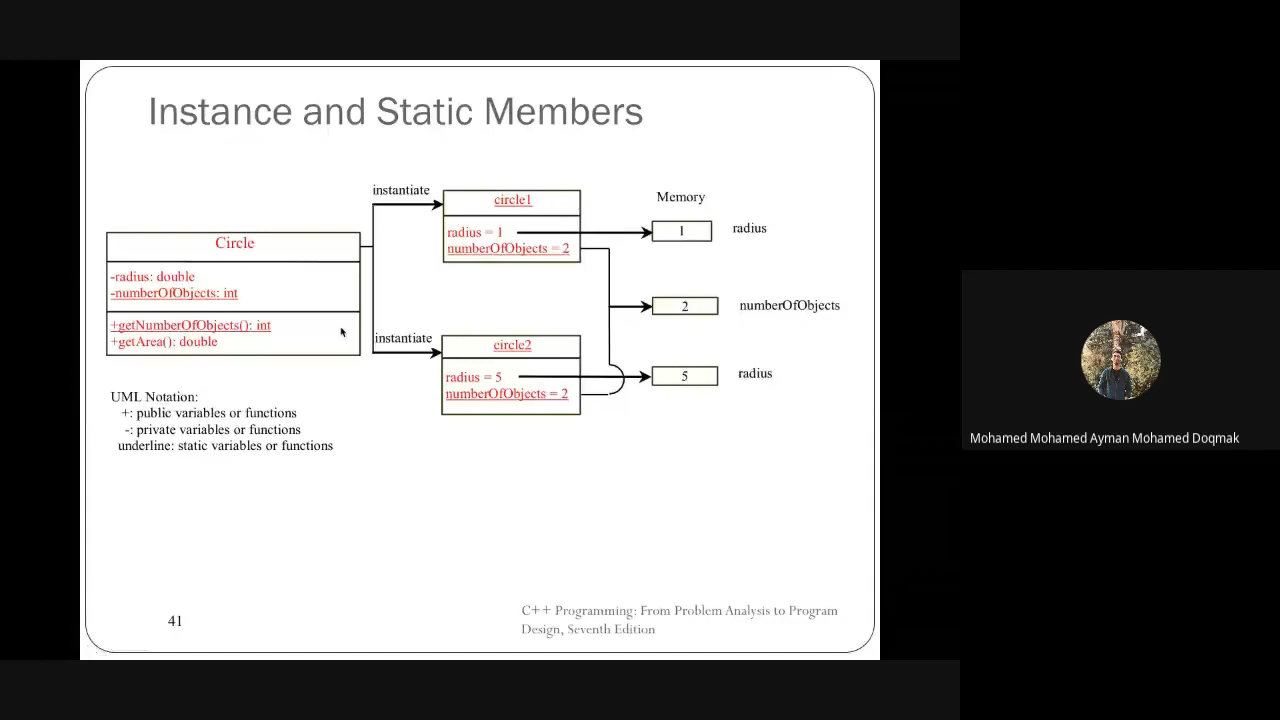 Instance and Static Members
instantiate
circle1
Memory
radius = 1
numberOfObjects = 2
1
radius
Circle
-radius: double
-numberOfObjects: int
+getNumberOfObjects(): int
+getArea(): double
2
numberOfObjects
instantiate
circle2
radius = 5
numberOfObjects = 2
5
radius
UML Notation:
+: public variables or functions
-: private variables or functions
underline: static variables or functions
41
C++ Programming: From Problem Analysis to Program
Design, Seventh Edition
Mohamed Mohamed Ayman Mohamed Doqmak